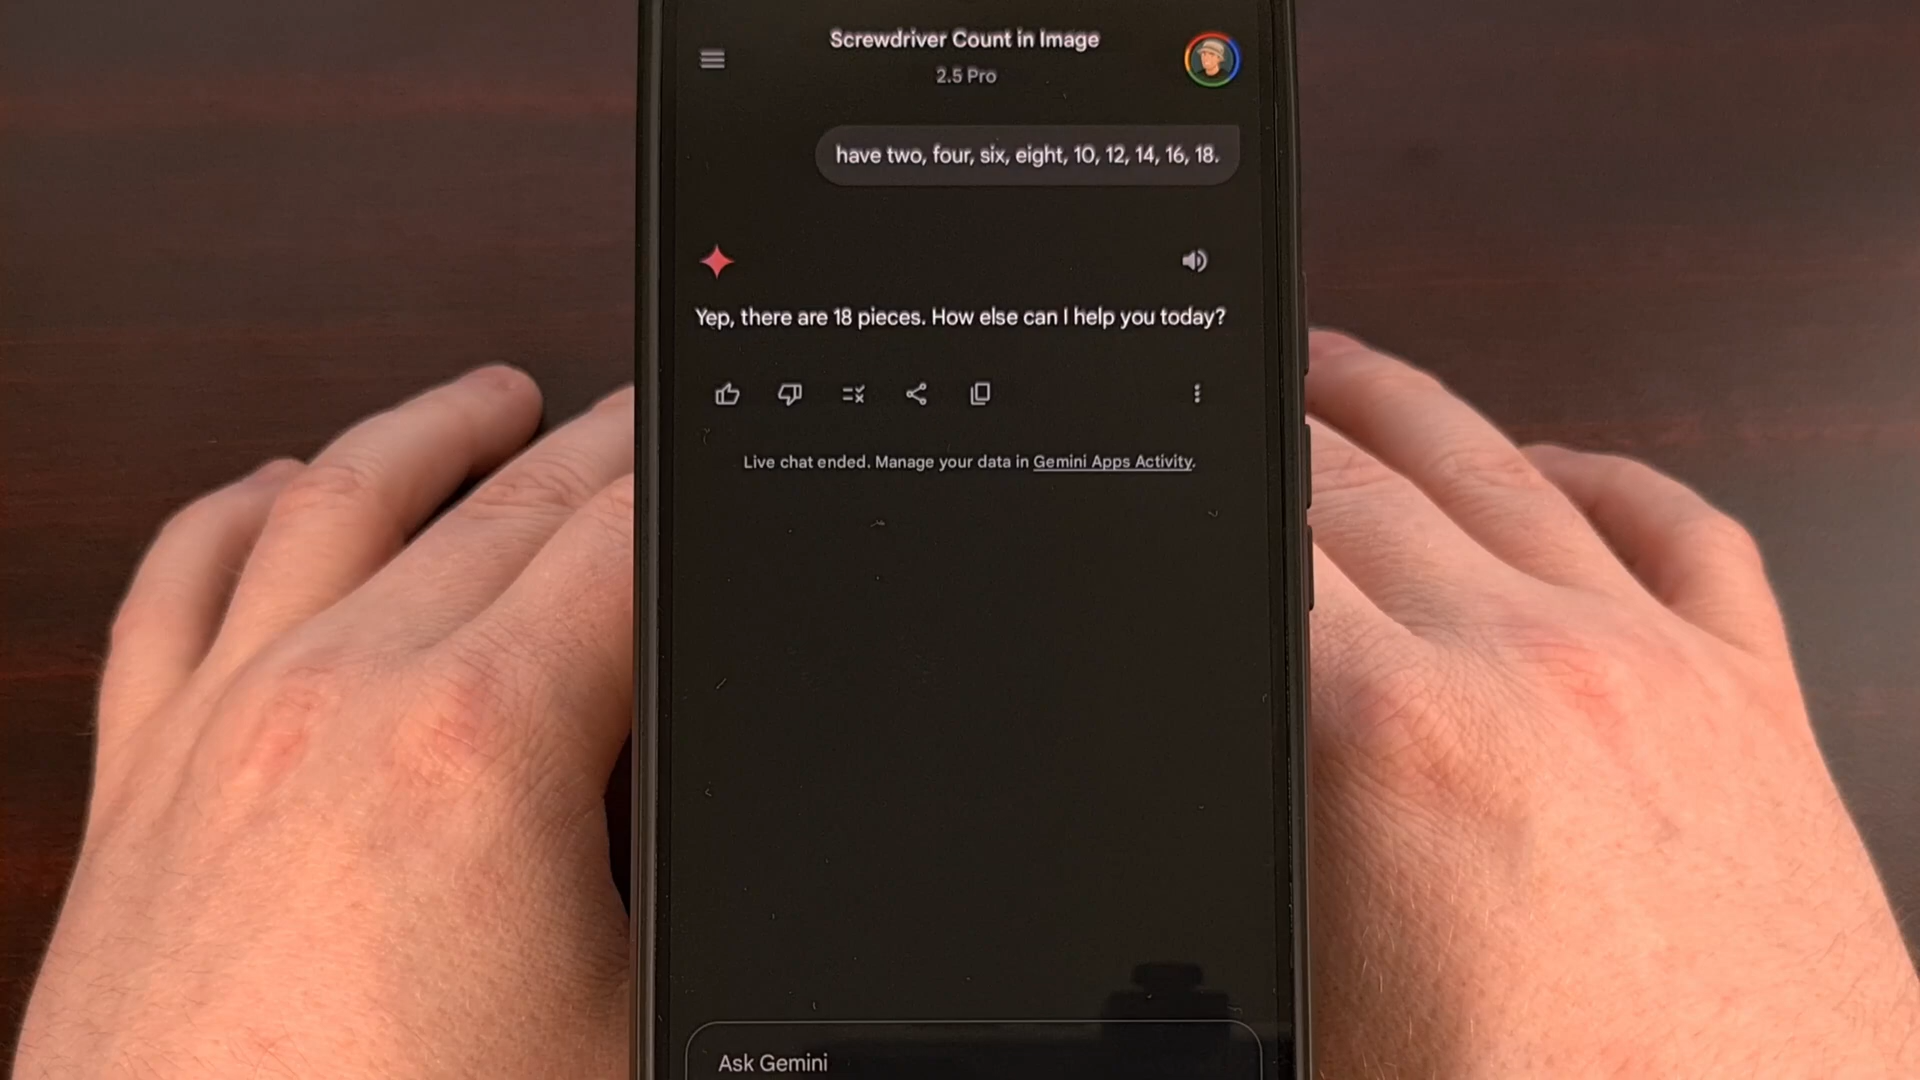 Screwdriver Count in Image
2.5 Pro
have two, four, six, eight, 10, 12, 14, 16, 18.
Yep, there are 18 pieces. How else can I help you today?
Live chat ended. Manage your data in Gemini Apps Activity.
Ask Gemini